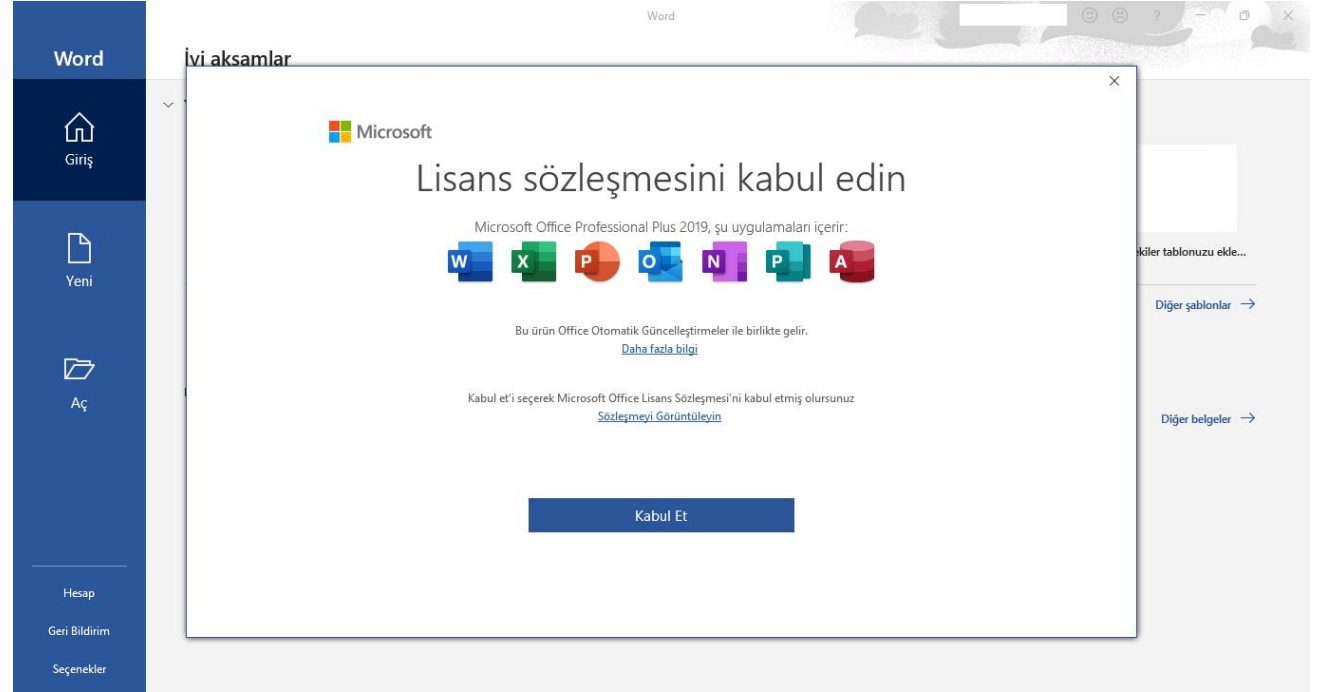 Word
?
Word
İyi akşamlar
Giriş
Yeni
Aç
Hesap
Geri Bildirim
Seçenekler
Microsoft
Lisans sözleşmesini kabul edin
Microsoft Office Professional Plus 2019, şu uygulamaları içerir:
W X P O N P A
Bu ürün Office Otomatik Güncelleştirmeler ile birlikte gelir.
Daha fazla bilgi
Kabul et'i seçerek Microsoft Office Lisans Sözleşmesi'ni kabul etmiş olursunuz
Sözleşmeyi Görüntüleyin
Kabul Et
tablonuzu ekle...
Diğer şablonlar
Diğer belgeler